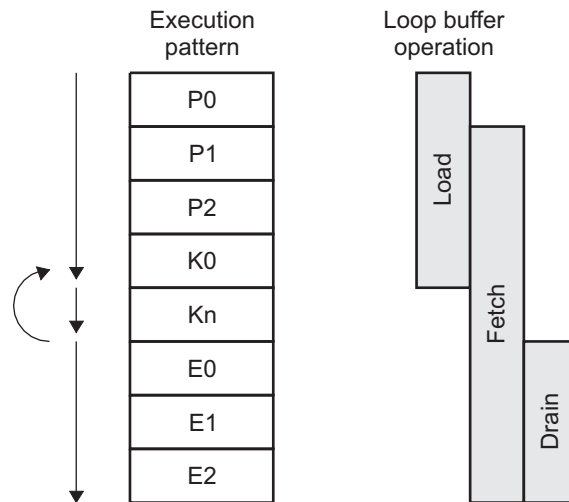 Execution
pattern
Loop buffer
operation
P0
P1
P2
K0
Kn
E0
E1
E2
Load
Fetch
Drain